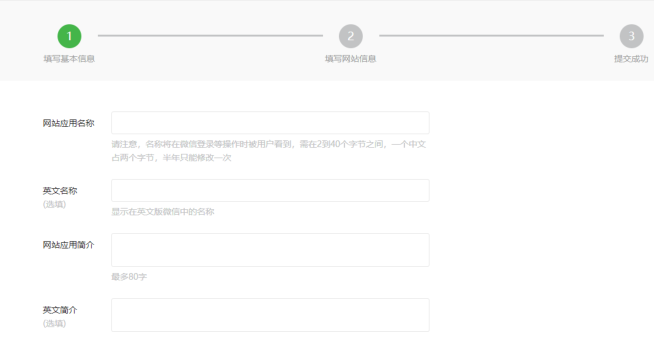 1
2
3
填写基本信息
填写网站信息
提交成功
网站应用名称
请注意，名称将在微信登录等操作时被用户看到，需在2到40个字节之间，一个中文
占两个字节，半年只能修改一次
英文名称
(选填)
显示在英文版微信中的名称
网站应用简介
最多80字
英文简介
(选填)